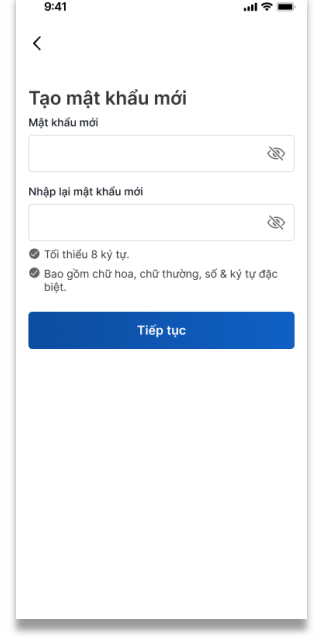 9:41
Tạo mật khẩu mới
Mật khẩu mới
Nhập lại mật khẩu mới
Tối thiểu 8 ký tự.
Bao gồm chữ hoa, chữ thường, số & ký tự đặc
biệt.
Tiếp tục